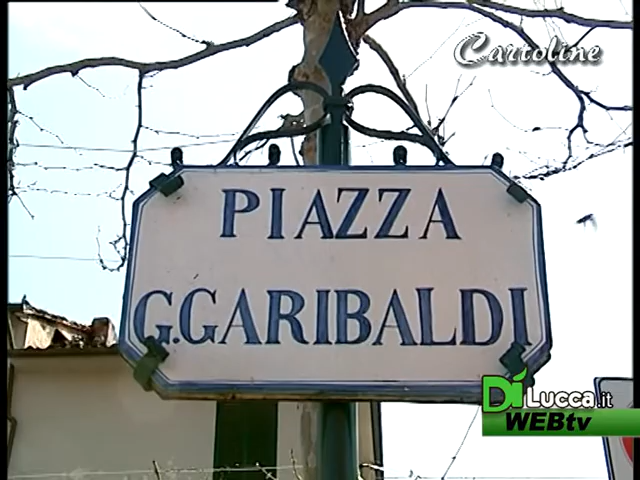 Cartoline
PIAZZA
G.GARIBALDI
DiLucca.it
WEBtv